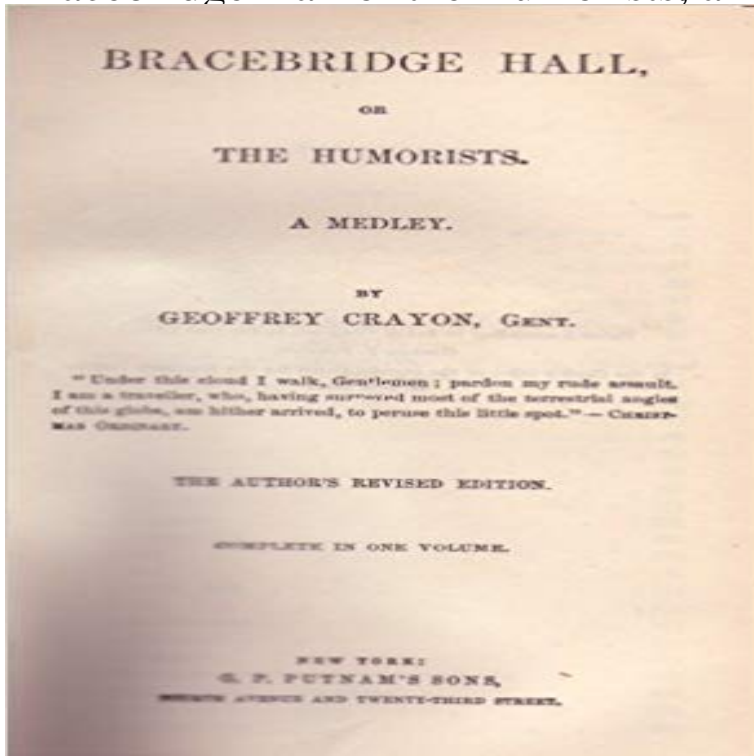 BRACEBRIDGE HALL,
OR
THE HUMORISTS.
A MEDLEY.
BY
GEOFFREY CRAYON, GENT.
"Under this cloud I walk, Gentlemen; pardon my rude assault.
I am a traveller, who, having surveyed most of the terrestrial angles
of this globe, am hither arrived, to peruse this little spot." — CHRIST-
MAS ORDINARY.
THE AUTHOR'S REVISED EDITION.
COMPLETE IN ONE VOLUME.
NEW YORK:
G. P. PUTNAM'S SONS,
FOURTH AVENUE AND TWENTY-THIRD STREET.